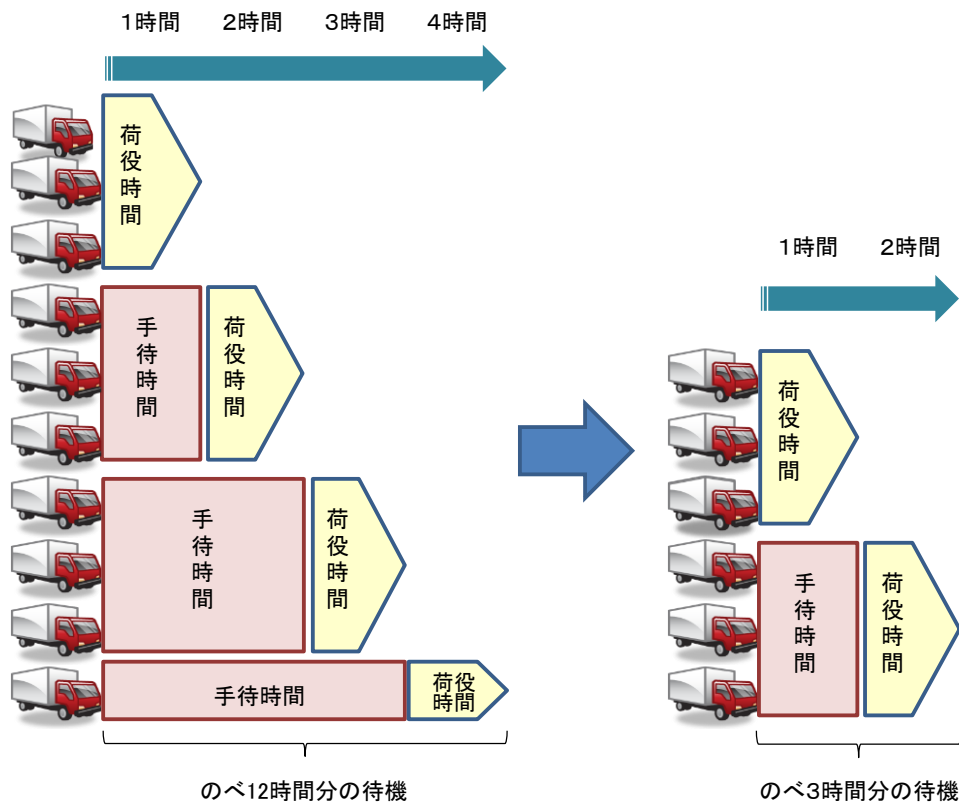 1時間 2時間 3時間 4時間
荷役時間
手待時間
荷役時間
手待時間
荷役時間
手待時間
荷役
時間
のべ12時間分の待機
1時間 2時間
荷役時間
手待時間
荷役時間
のべ3時間分の待機